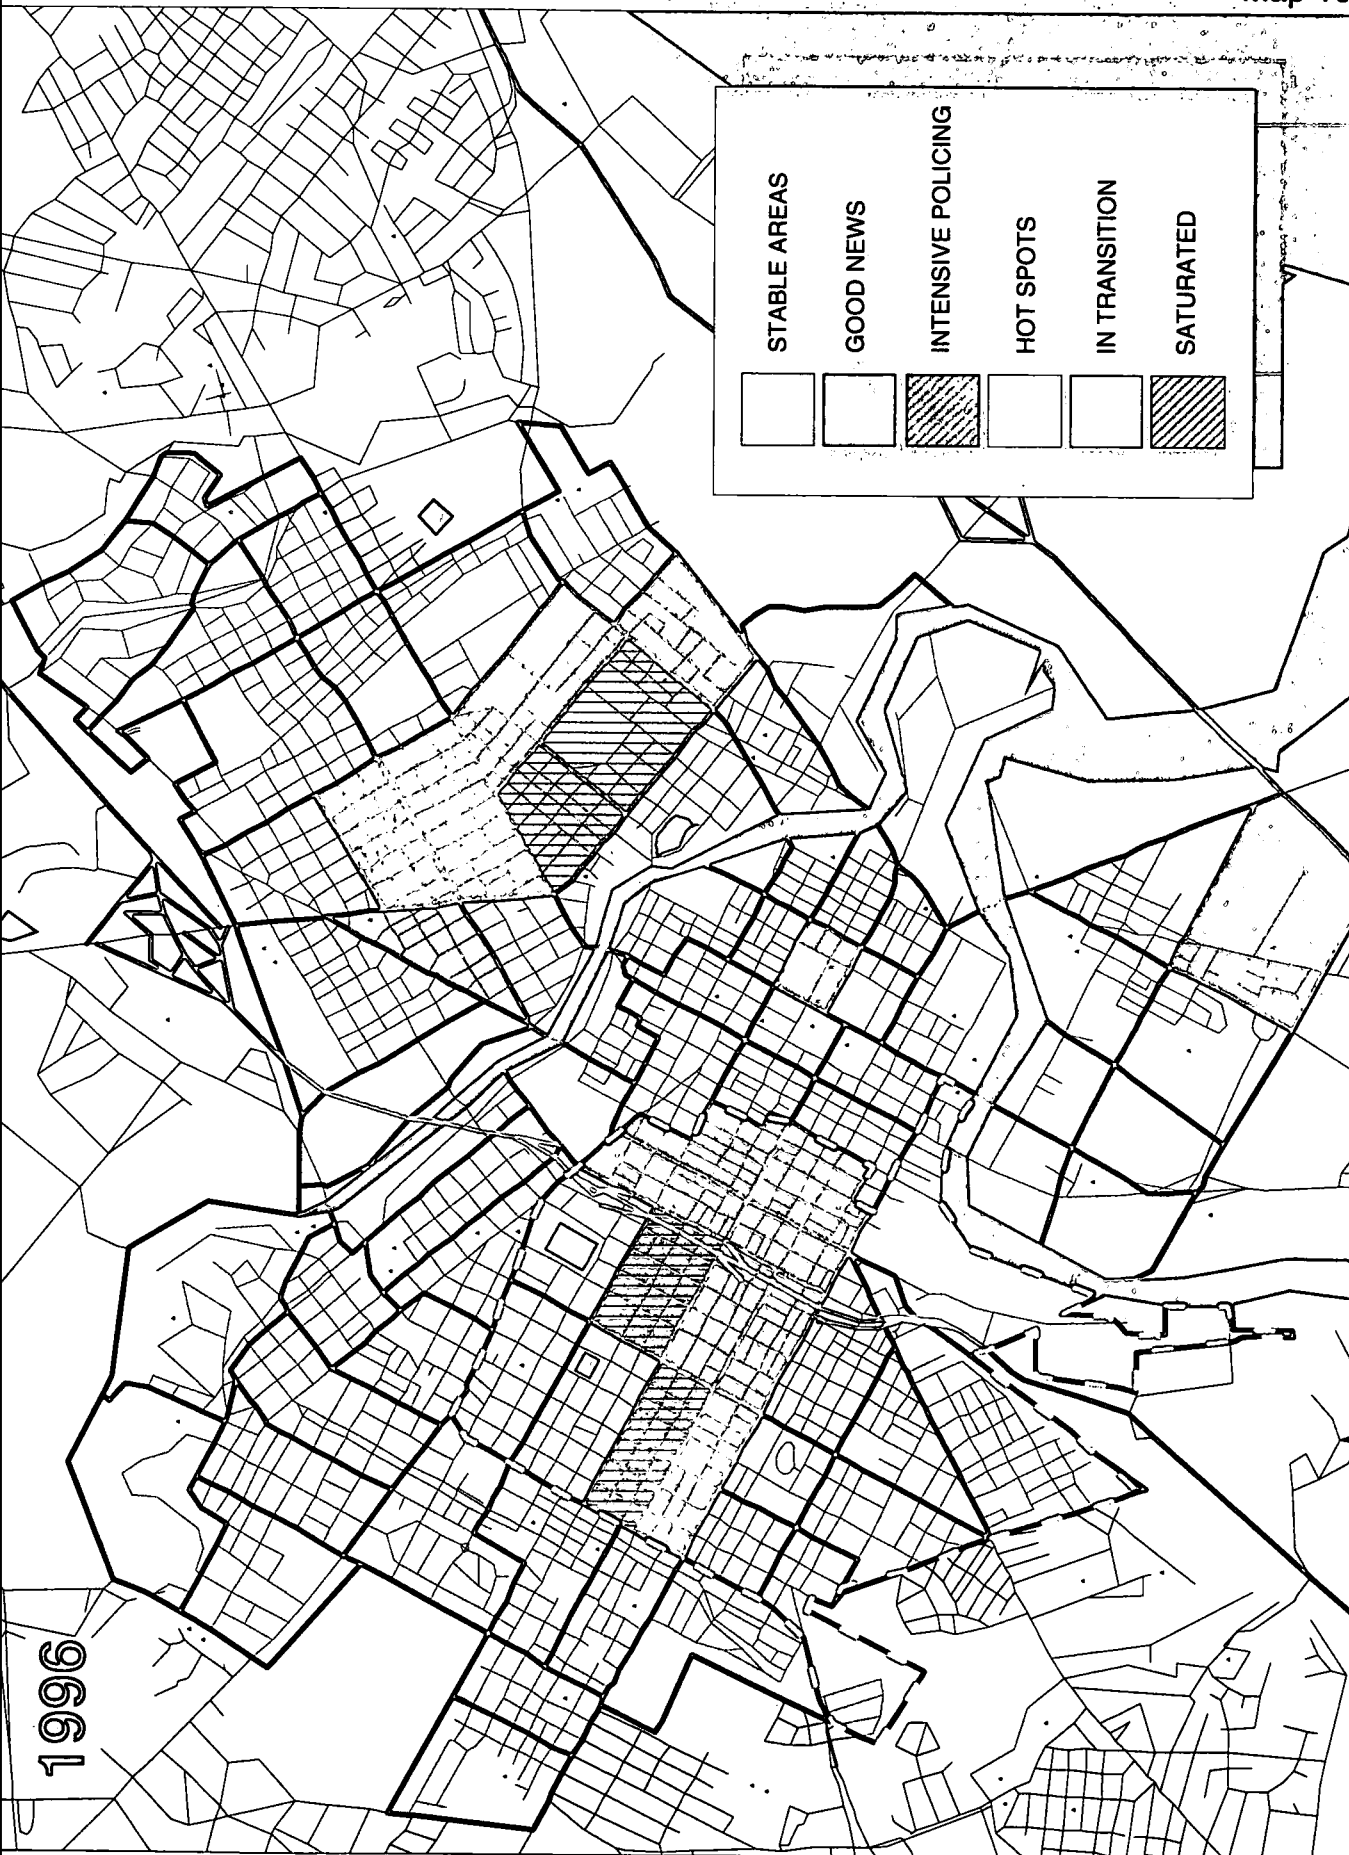 1996
STABLE AREAS
GOOD NEWS
INTENSIVE POLICING
HOT SPOTS
IN TRANSITION
SATURATED